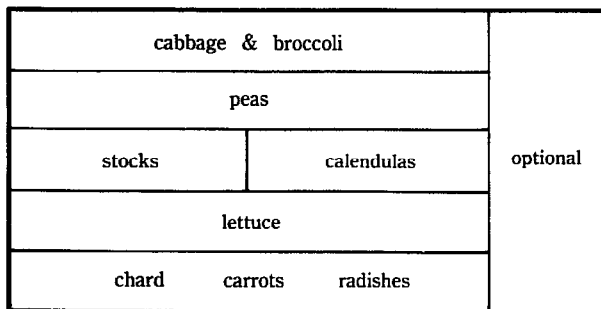 cabbage & broccoli
peas
stocks calendulas optional
lettuce
chard carrots radishes